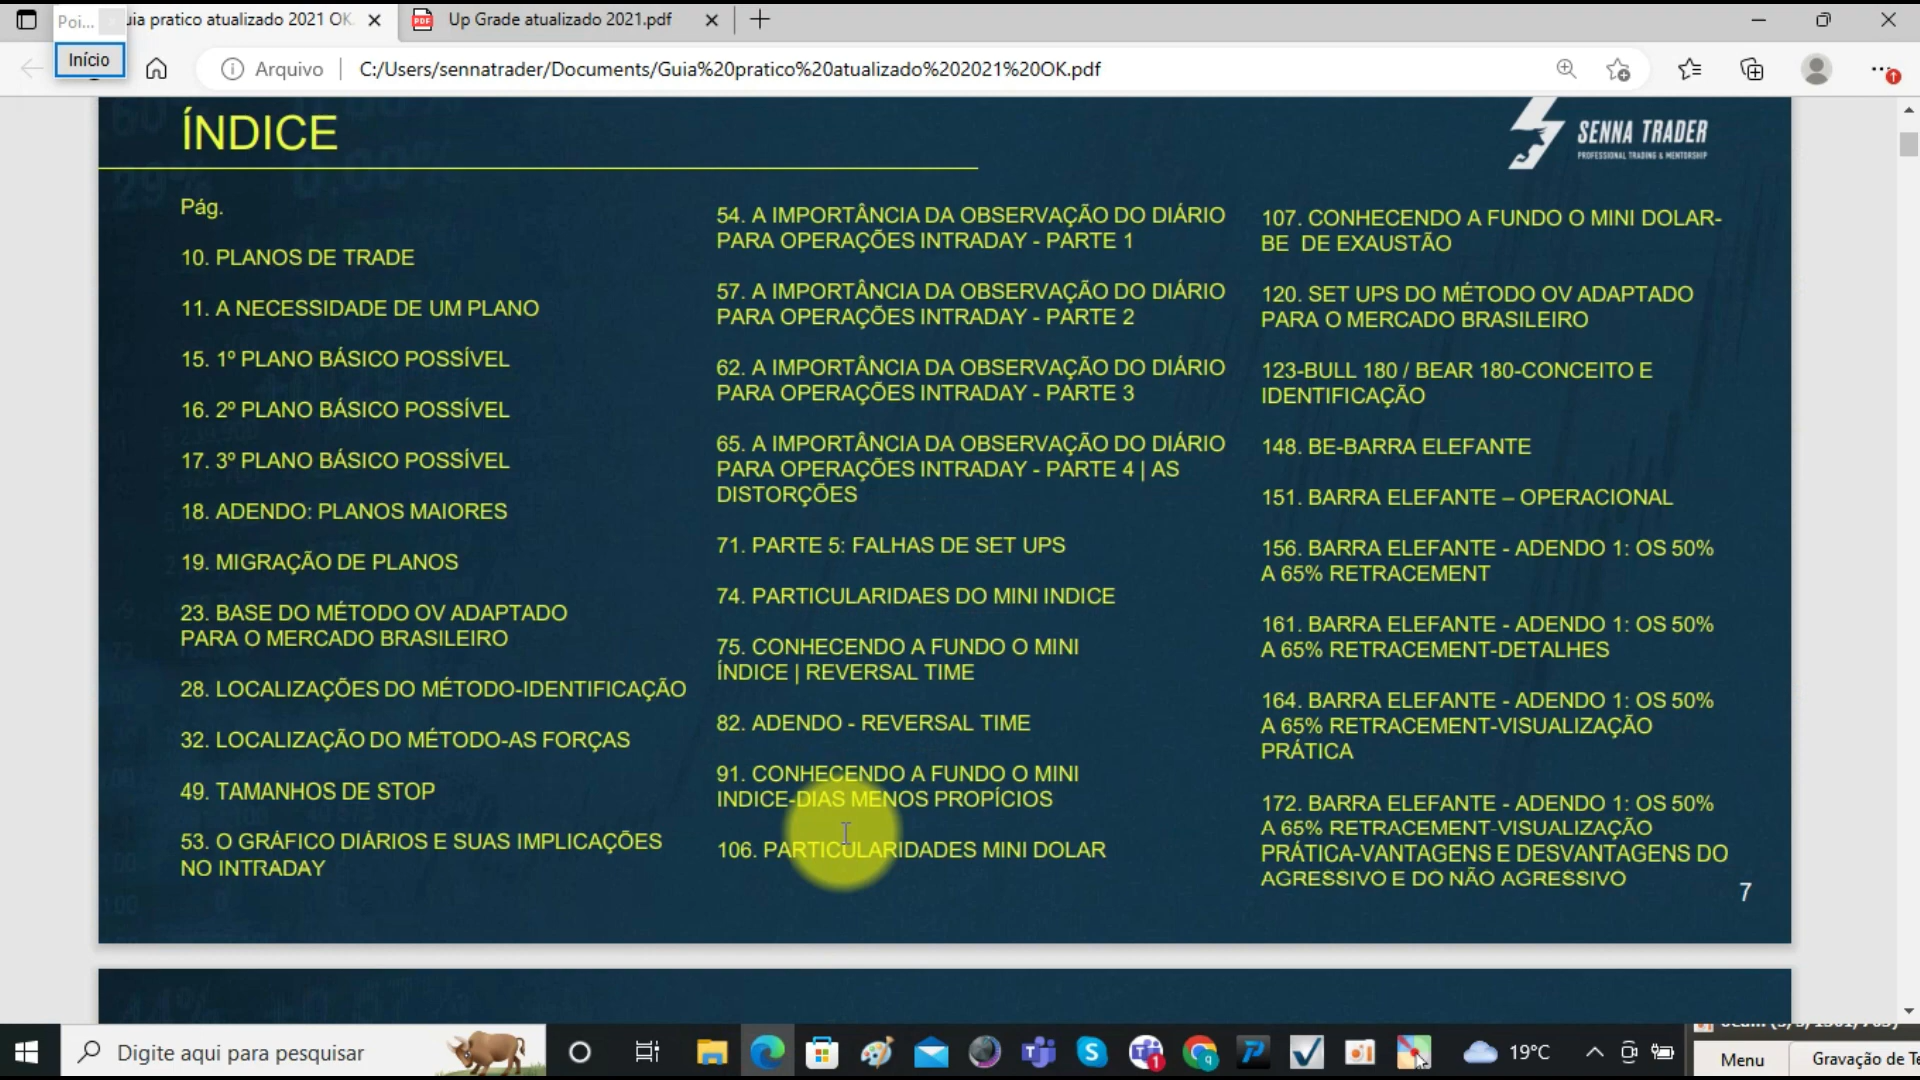 Poi...
uia pratico atualizado 2021 OK.
Up Grade atualizado 2021.pdf
Início
Arquivo
C:/Users/sennatrader/Documents/Guia%20pratico%20atualizado%202021%20OK.pdf
ÍNDICE
SENNA TRADER
PROFESSIONAL TRADING & MENTORSHIP
Pág.
10. PLANOS DE TRADE
11. A NECESSIDADE DE UM PLANO
15. 1º PLANO BÁSICO POSSÍVEL
16. 2º PLANO BÁSICO POSSÍVEL
17. 3º PLANO BÁSICO POSSÍVEL
18. ADENDO: PLANOS MAIORES
19. MIGRAÇÃO DE PLANOS
23. BASE DO MÉTODO OV ADAPTADO
PARA O MERCADO BRASILEIRO
28. LOCALIZAÇÕES DO MÉTODO-IDENTIFICAÇÃO
32. LOCALIZAÇÃO DO MÉTODO-AS FORÇAS
49. TAMANHOS DE STOP
53. O GRÁFICO DIÁRIOS E SUAS IMPLICAÇÕES
NO INTRADAY
54. A IMPORTÂNCIA DA OBSERVAÇÃO DO DIÁRIO
PARA OPERAÇÕES INTRADAY - PARTE 1
57. A IMPORTÂNCIA DA OBSERVAÇÃO DO DIÁRIO
PARA OPERAÇÕES INTRADAY - PARTE 2
62. A IMPORTÂNCIA DA OBSERVAÇÃO DO DIÁRIO
PARA OPERAÇÕES INTRADAY - PARTE 3
65. A IMPORTÂNCIA DA OBSERVAÇÃO DO DIÁRIO
PARA OPERAÇÕES INTRADAY - PARTE 4 | AS
DISTORÇÕES
71. PARTE 5: FALHAS DE SET UPS
74. PARTICULARIDAES DO MINI INDICE
75. CONHECENDO A FUNDO O MINI
ÍNDICE | REVERSAL TIME
82. ADENDO - REVERSAL TIME
91. CONHECENDO A FUNDO O MINI
INDICE-DIAS MENOS PROPÍCIOS
106. PARTICULARIDADES MINI DOLAR
107. CONHECENDO A FUNDO O MINI DOLAR-
BE DE EXAUSTÃO
120. SET UPS DO MÉTODO OV ADAPTADO
PARA O MERCADO BRASILEIRO
123-BULL 180 / BEAR 180-CONCEITO E
IDENTIFICAÇÃO
148. BE-BARRA ELEFANTE
151. BARRA ELEFANTE – OPERACIONAL
156. BARRA ELEFANTE - ADENDO 1: OS 50%
A 65% RETRACEMENT
161. BARRA ELEFANTE - ADENDO 1: OS 50%
A 65% RETRACEMENT-DETALHES
164. BARRA ELEFANTE - ADENDO 1: OS 50%
A 65% RETRACEMENT-VISUALIZAÇÃO
PRÁTICA
172. BARRA ELEFANTE - ADENDO 1: OS 50%
A 65% RETRACEMENT-VISUALIZAÇÃO
PRÁTICA-VANTAGENS E DESVANTAGENS DO
AGRESSIVO E DO NÃO AGRESSIVO
7
Digite aqui para pesquisar
19°C
Menu
Gravação de Te